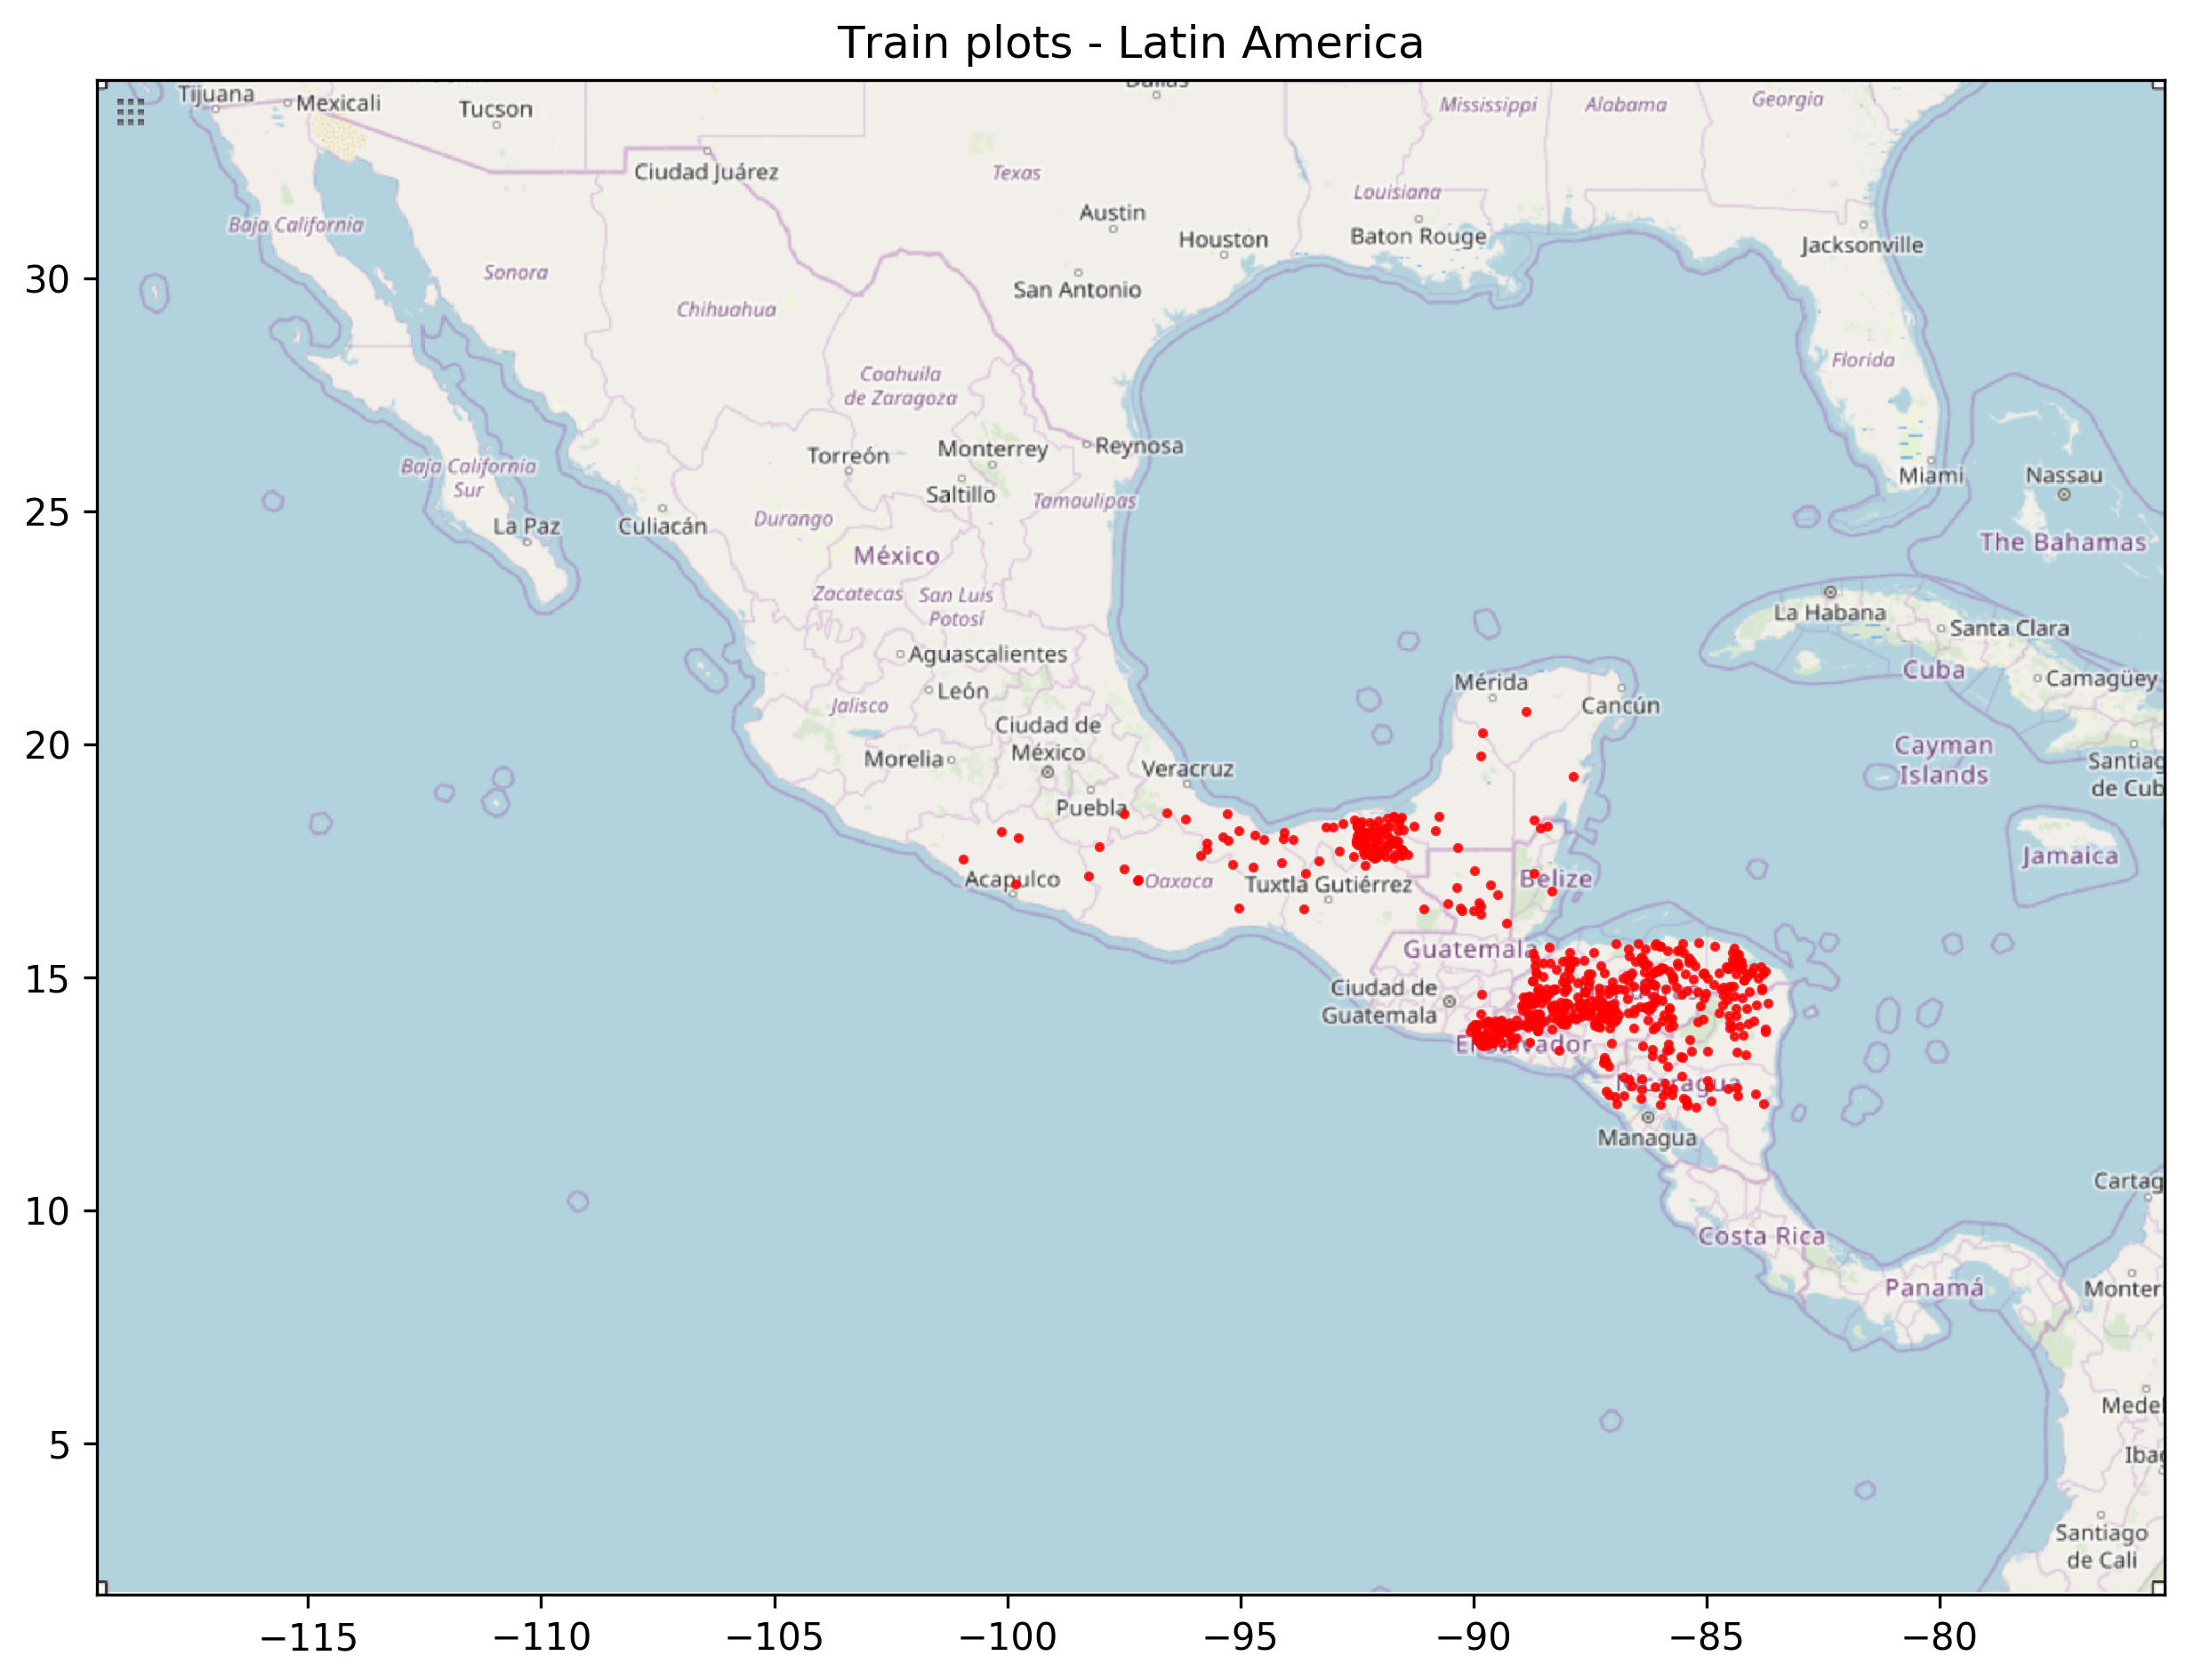 Train plots - Latin America
Tijuana
Mexicali
Tucson
Dallas
Mississippi
Alabama
Georgia
Ciudad Juárez
Texas
Louisiana
Austin
Houston
Baton Rouge
Jacksonville
Baja California
Sonora
San Antonio
Chihuahua
Florida
Coahuila
de Zaragoza
Torreón
Monterrey
Reynosa
Saltillo
Tamaulipas
Miami
Nassau
Baja California
Sur
La Paz
Culiacán
Durango
México
The Bahamas
Zacatecas
San Luis
Potosí
La Habana
Santa Clara
Cuba
Camagüey
Aguascalientes
León
Jalisco
Mérida
Cancún
Ciudad de
México
Morelia
Veracruz
Puebla
Cayman
Islands
Santiag
de Cub
Jamaica
Acapulco
Oaxaca
Tuxtla Gutiérrez
Belize
Guatemala
Ciudad de
Guatemala
El Salvador
Nicaragua
Managua
Cartag
Costa Rica
Panamá
Monter
Medel
Ibag
Santiago
de Cali
30
25
20
15
10
5
−115
−110
−105
−100
−95
−90
−85
−80